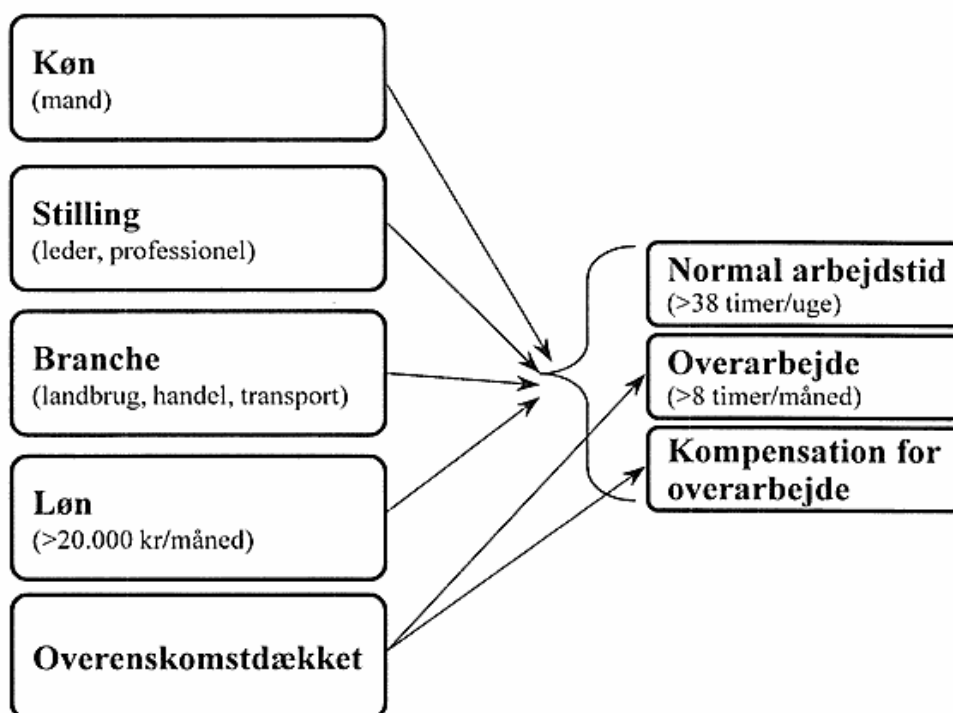 Køn
(mand)
Stilling
(leder, professionel)
Branche
(landbrug, handel, transport)
Løn
(>20.000 kr/måned)
Overenskomstdækket
Normal arbejdstid
(>38 timer/uge)
Overarbejde
(>8 timer/måned)
Kompensation for
overarbejde